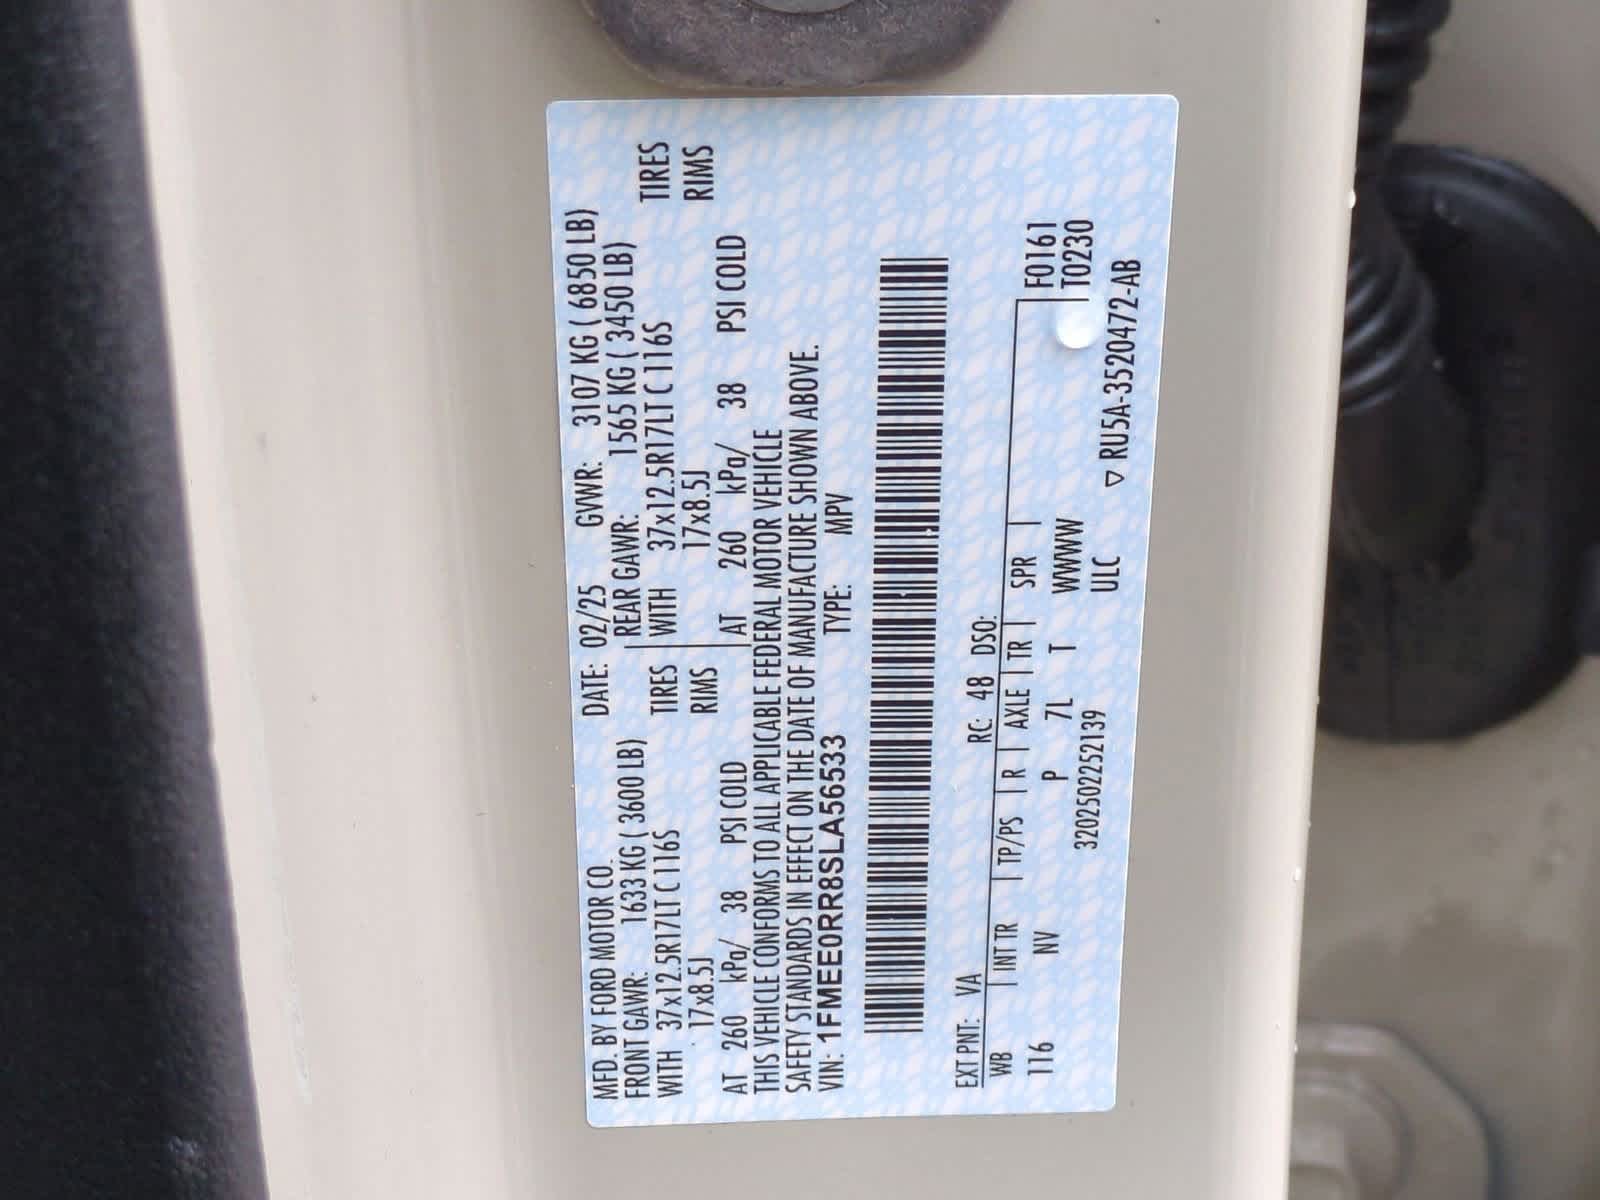 MFD. BY FORD MOTOR CO.
DATE: 02/25 GVWR: 3107 KG ( 6850 LB)
FRONT GAWR: 1633 KG ( 3600 LB) REAR GAWR: 1565 KG ( 3450 LB)
WITH 37x12.5R17LT C 116S TIRES WITH 37x12.5R17LT C 116S TIRES
17x8.5J RIMS 17x8.5J RIMS
AT 260 kPa/ 38 PSI COLD AT 260 kPa/ 38 PSI COLD
THIS VEHICLE CONFORMS TO ALL APPLICABLE FEDERAL MOTOR VEHICLE
SAFETY STANDARDS IN EFFECT ON THE DATE OF MANUFACTURE SHOWN ABOVE.
VIN: 1FMEE0RR8SLA56533 TYPE: MPV
EXT PNT: VA RC: 48 DSO: F0161
WB INT TR TP/PS R AXLE TR SPR T0230
116 NV P 7L T WWWW
3202502252139 ULC ▽ RU5A-3520472-AB